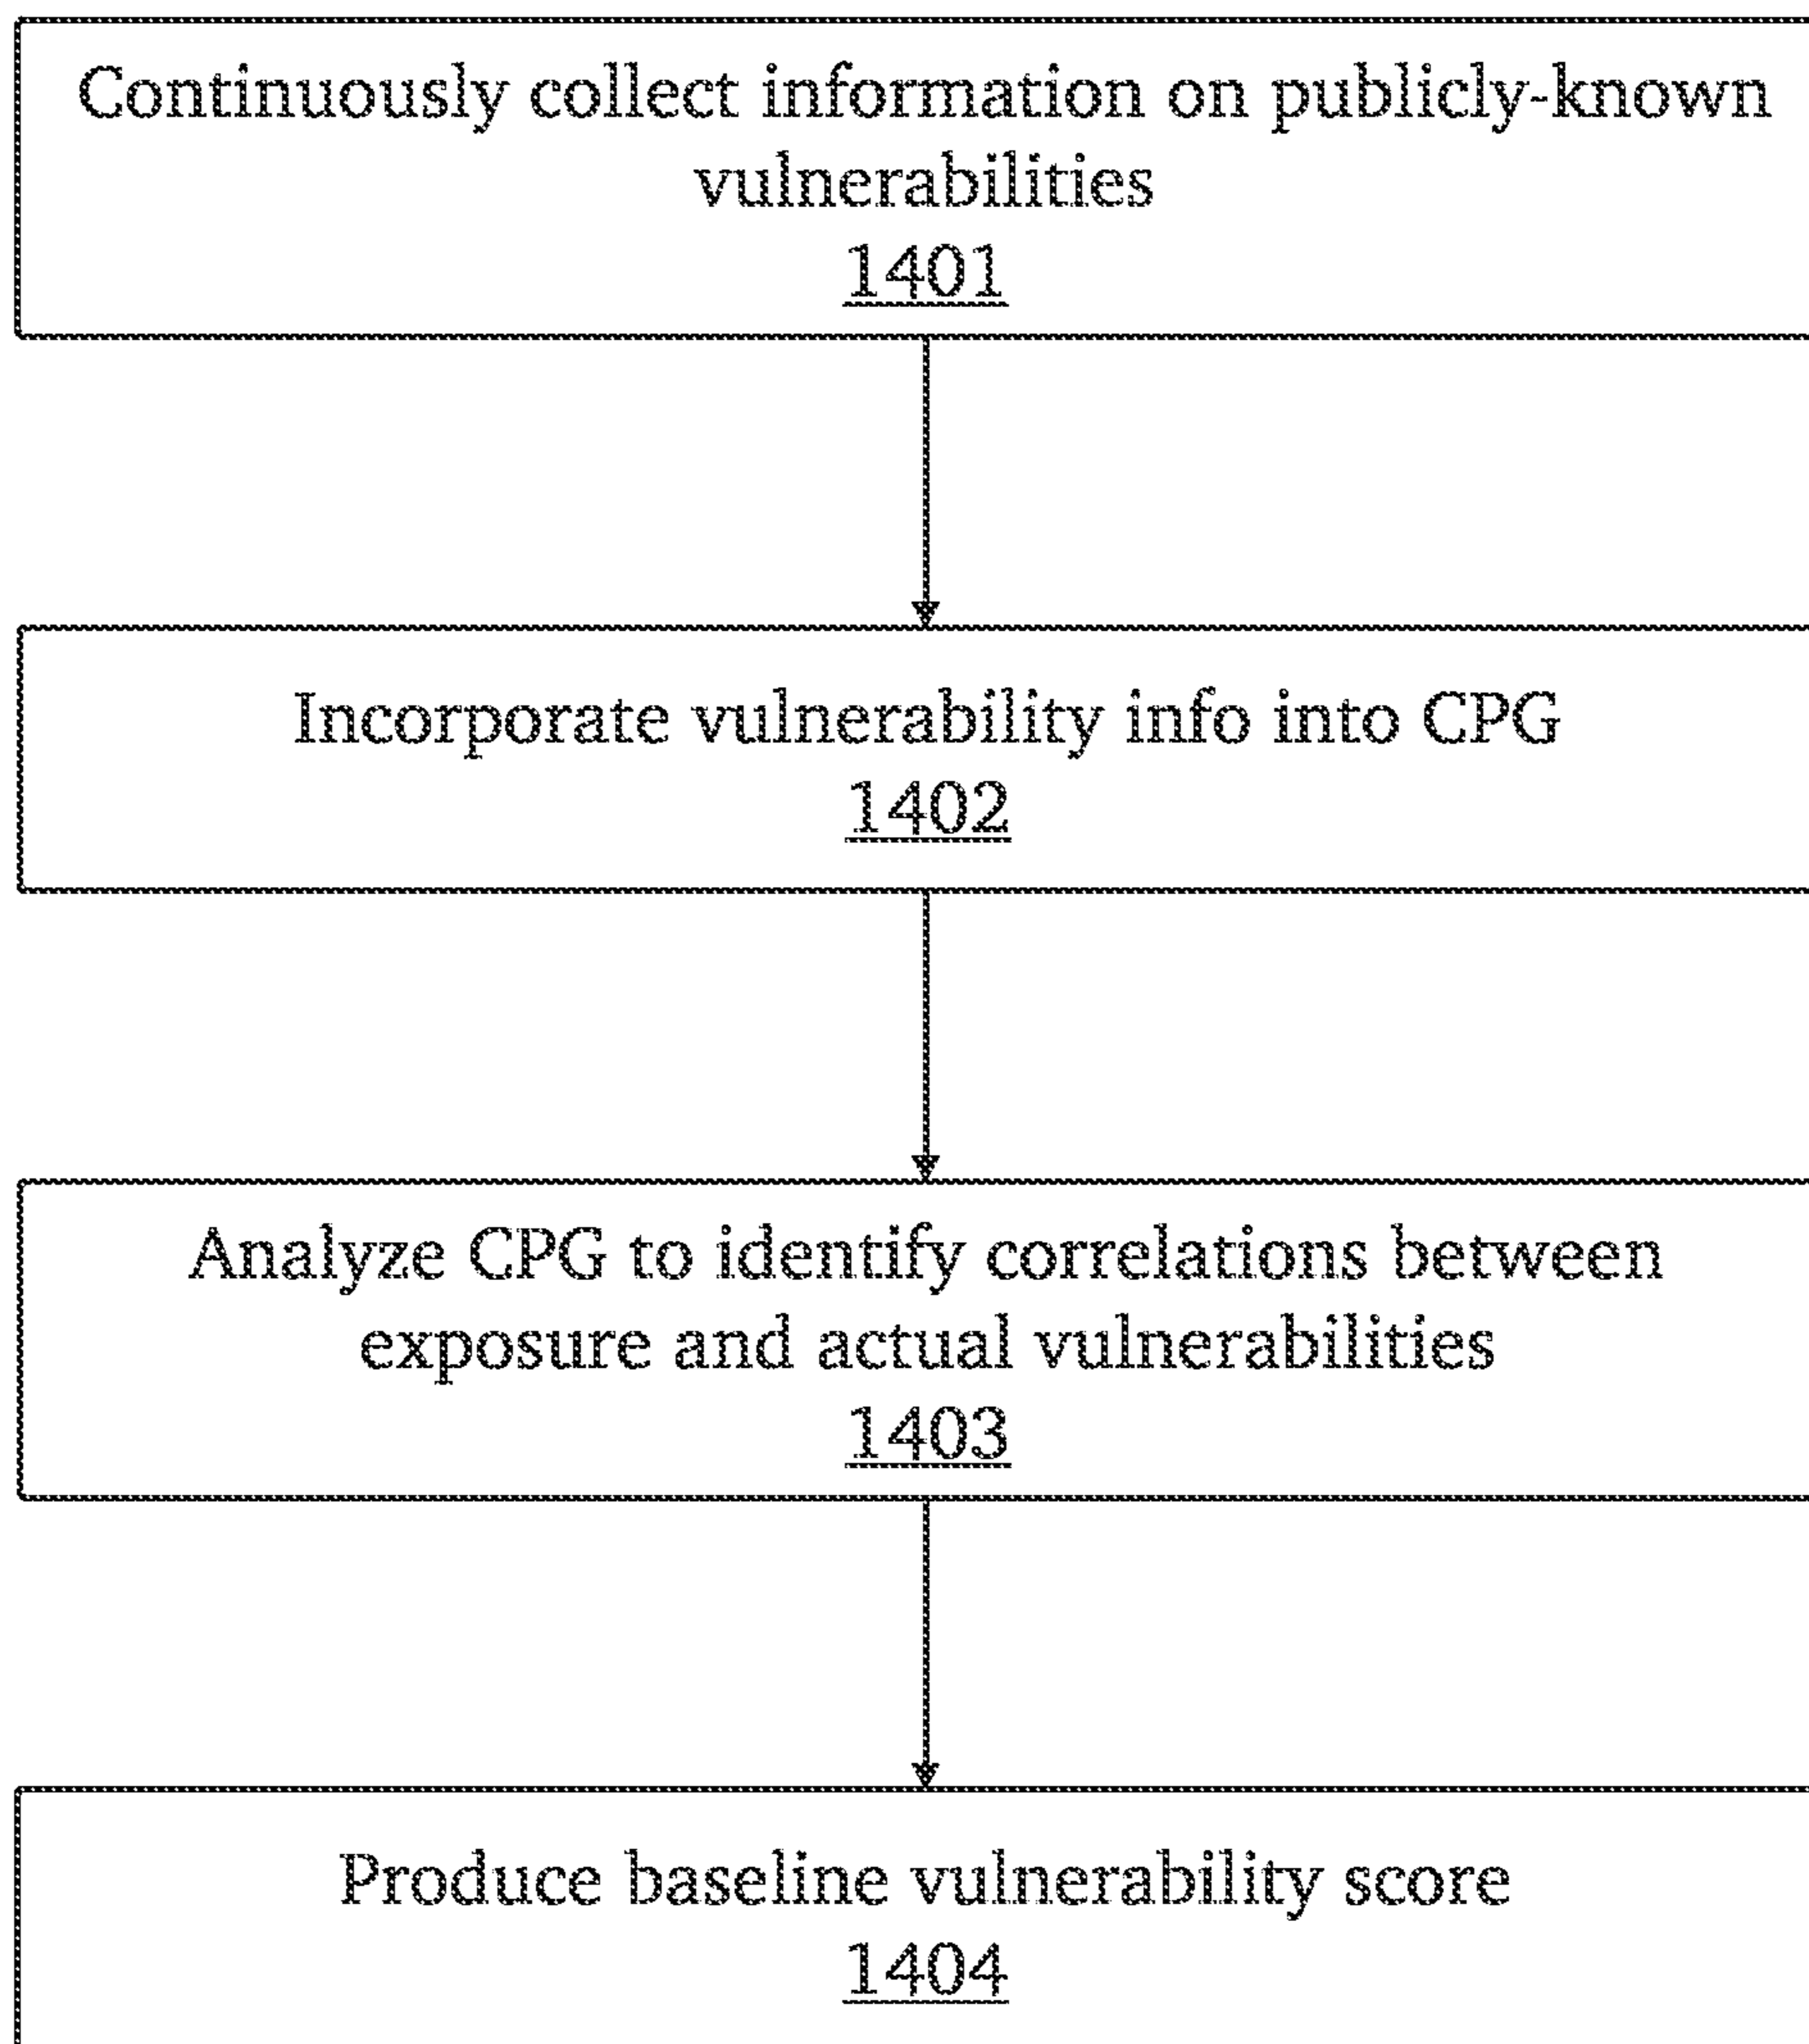 Continuously collect information on publicly-known
vulnerabilities
1401
Incorporate vulnerability info into CPG
1402
Analyze CPG to identify correlations between
exposure and actual vulnerabilities
1403
Produce baseline vulnerability score
1404